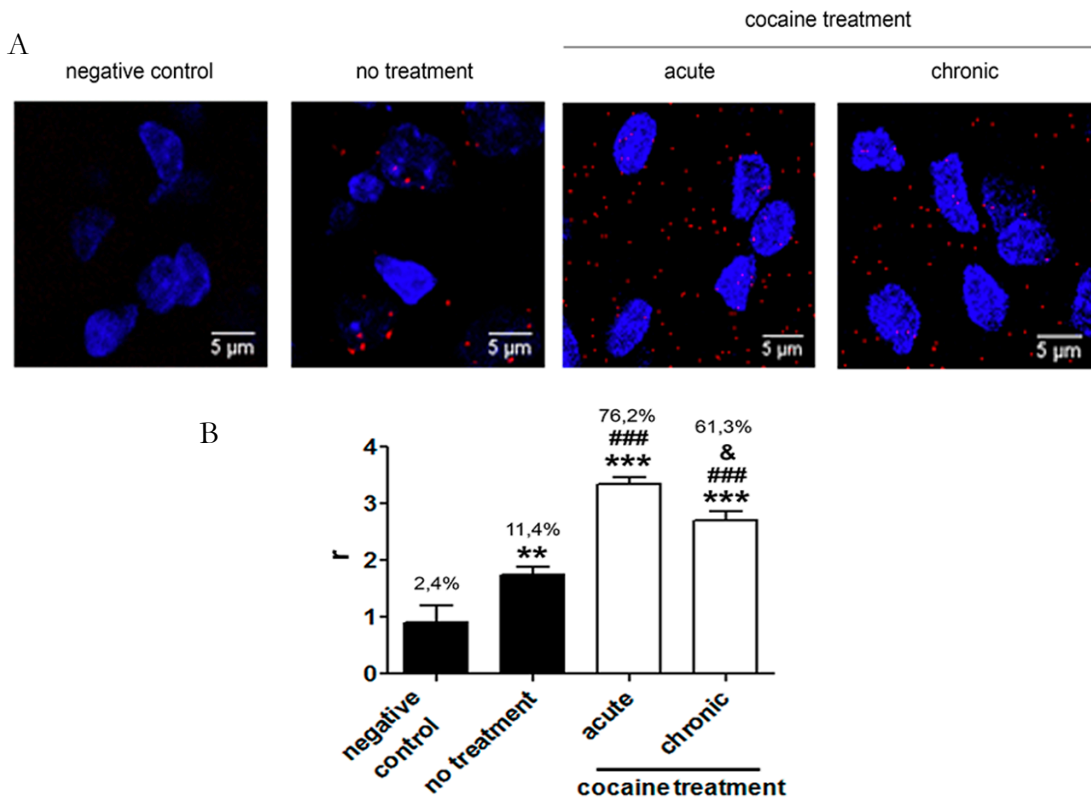 cocaine treatment
A
negative control
no treatment
acute
chronic
5 µm
5 µm
5 µm
5 µm
B
76,2%
###
***
61,3%
&
###
***
11,4%
**
2,4%
4
3
2
1
0
r
negative
control
no treatment
acute
chronic
cocaine treatment